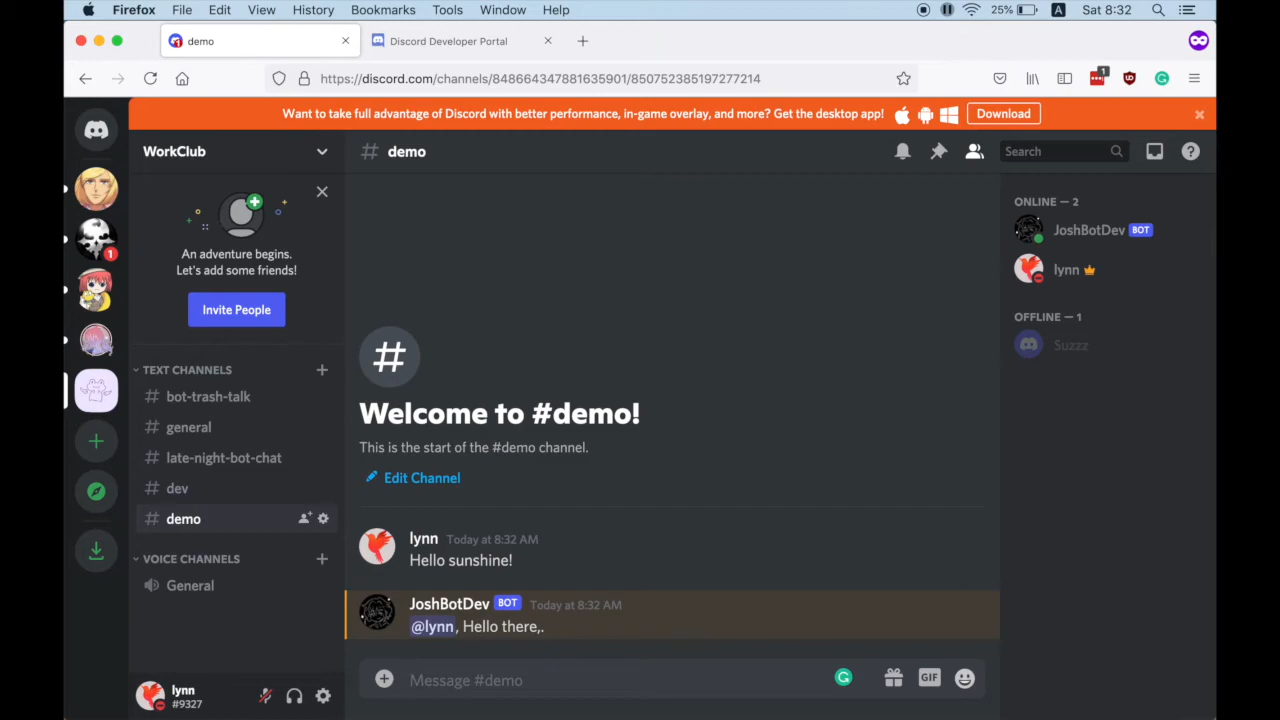 Firefox File Edit View History Bookmarks Tools Window Help 25% A Sat 8:32
demo Discord Developer Portal
https://discord.com/channels/848664347881635901/850752385197277214 1
Want to take full advantage of Discord with better performance, in-game overlay, and more? Get the desktop app! Download
WorkClub
# demo
Search
An adventure begins.
Let's add some friends!
Invite People
1
TEXT CHANNELS
# bot-trash-talk
# general
# late-night-bot-chat
# dev
# demo
VOICE CHANNELS
General
lynn
#9327
#
Welcome to #demo!
This is the start of the #demo channel.
Edit Channel
lynn Today at 8:32 AM
Hello sunshine!
JoshBotDev BOT Today at 8:32 AM
@lynn, Hello there,.
Message #demo
GIF
ONLINE — 2
JoshBotDev BOT
lynn
OFFLINE — 1
Suzzz